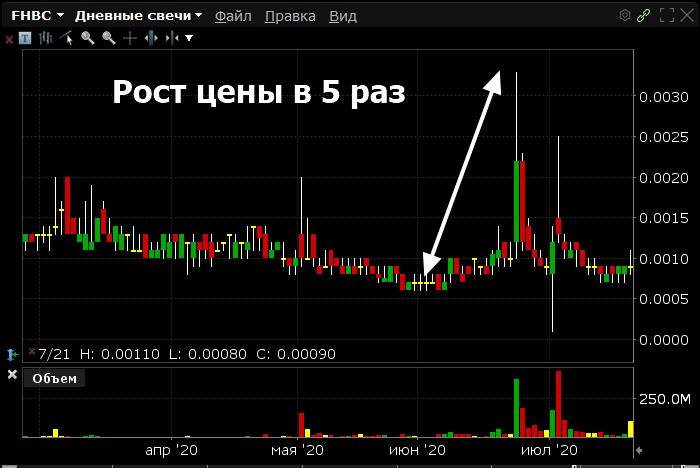 FHBC Дневные свечи Файл Правка Вид
T
Рост цены в 5 раз
0.0030
0.0025
0.0020
0.0015
0.0010
0.0005
0.0000
7/21 H: 0.00110 L: 0.00080 C: 0.00090
Объем
250.0M
апр '20 мая '20 июн '20 июл '20